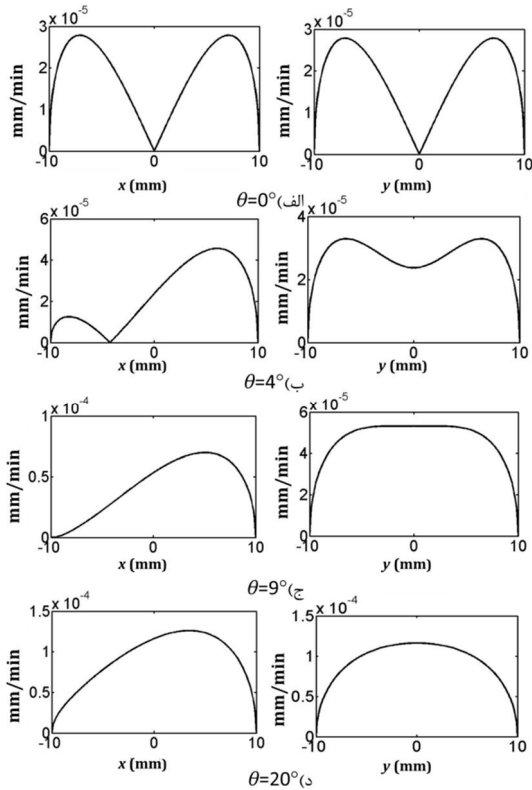 x 10⁻⁵ x 10⁻⁵
3 3
2 2
mm/min mm/min
1 1
0 0
-10 0 10 -10 0 10
x (mm) y (mm)
الف)θ=0°
x 10⁻⁵ x 10⁻⁵
6 4
4
mm/min 2 mm/min
2
0 0
-10 0 10 -10 0 10
x (mm) y (mm)
ب)θ=4°
x 10⁻⁴ x 10⁻⁵
1 6
4
mm/min 0.5 mm/min
2
0 0
-10 0 10 -10 0 10
x (mm) y (mm)
ج)θ=9°
x 10⁻⁴ x 10⁻⁴
1.5 1.5
1 1
mm/min mm/min
0.5 0.5
0 0
-10 0 10 -10 0 10
x (mm) y (mm)
د)θ=20°